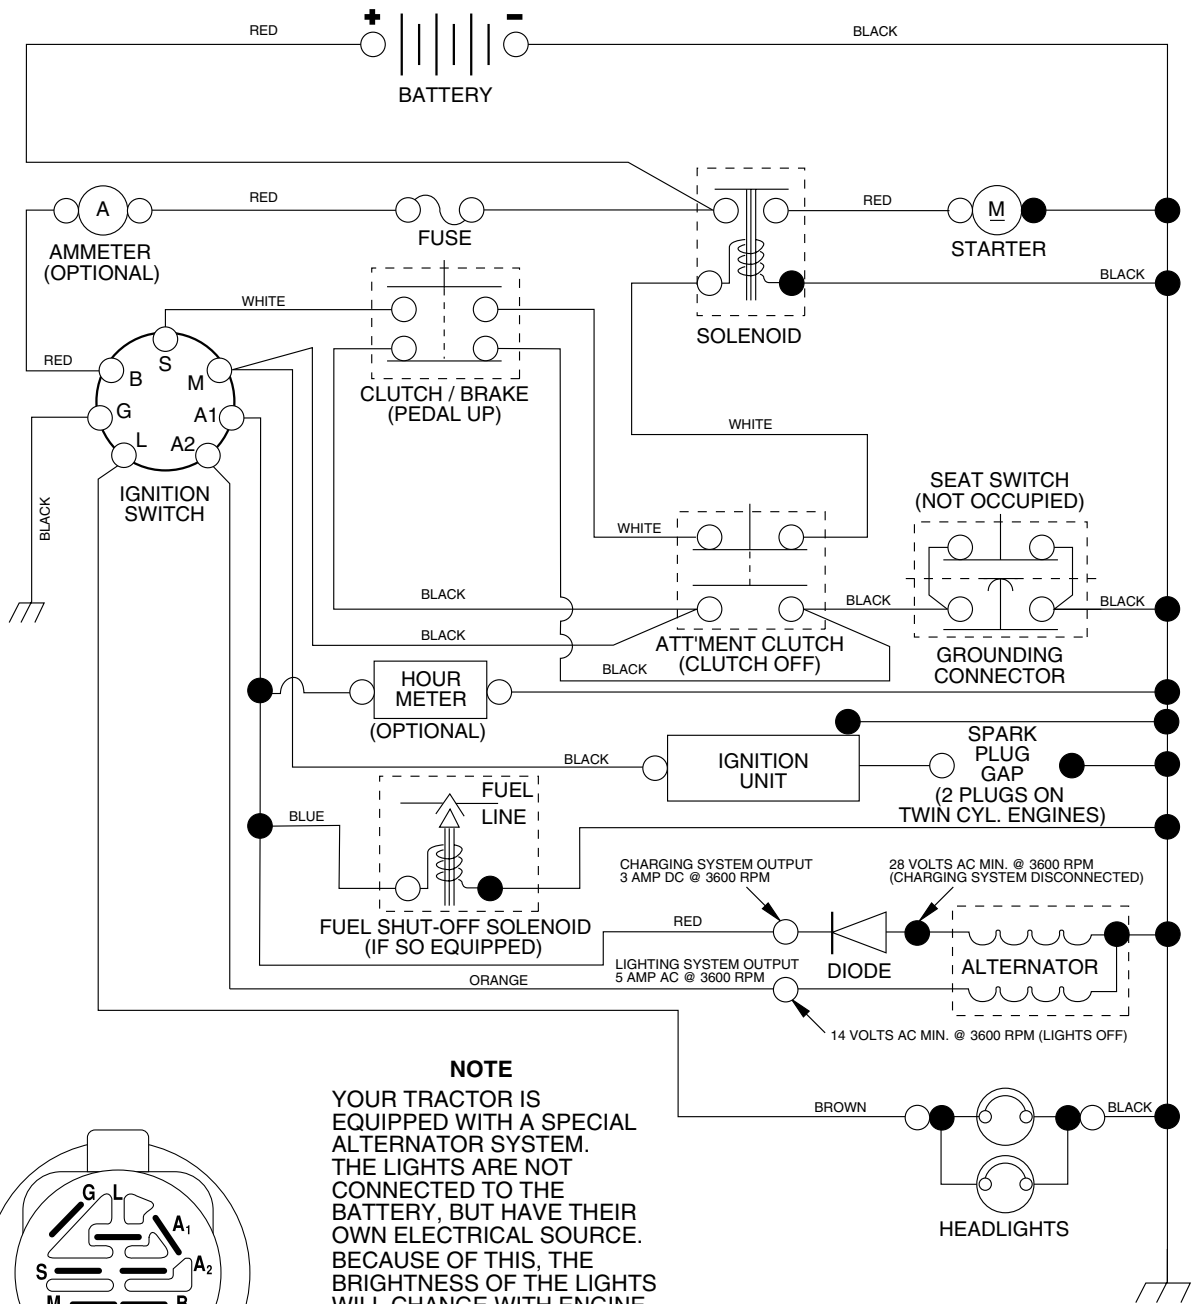 + -
RED
BLACK
BATTERY
A
RED
FUSE
RED
M
AMMETER
(OPTIONAL)
STARTER
BLACK
SOLENOID
WHITE
RED
S
B
M
G
A1
L
A2
IGNITION
SWITCH
BLACK
CLUTCH / BRAKE
(PEDAL UP)
WHITE
SEAT SWITCH
(NOT OCCUPIED)
WHITE
BLACK
BLACK
BLACK
BLACK
BLACK
ATT'MENT CLUTCH
(CLUTCH OFF)
GROUNDING
CONNECTOR
HOUR
METER
(OPTIONAL)
BLACK
IGNITION
UNIT
SPARK
PLUG
GAP
(2 PLUGS ON
TWIN CYL. ENGINES)
FUEL
LINE
BLUE
FUEL SHUT-OFF SOLENOID
(IF SO EQUIPPED)
CHARGING SYSTEM OUTPUT
3 AMP DC @ 3600 RPM
28 VOLTS AC MIN. @ 3600 RPM
(CHARGING SYSTEM DISCONNECTED)
RED
DIODE
ALTERNATOR
LIGHTING SYSTEM OUTPUT
5 AMP AC @ 3600 RPM
ORANGE
14 VOLTS AC MIN. @ 3600 RPM (LIGHTS OFF)
BROWN
BLACK
HEADLIGHTS
NOTE
YOUR TRACTOR IS
EQUIPPED WITH A SPECIAL
ALTERNATOR SYSTEM.
THE LIGHTS ARE NOT
CONNECTED TO THE
BATTERY, BUT HAVE THEIR
OWN ELECTRICAL SOURCE.
BECAUSE OF THIS, THE
BRIGHTNESS OF THE LIGHTS
WILL CHANGE WITH ENGINE
G L
A1
A2
S
M B